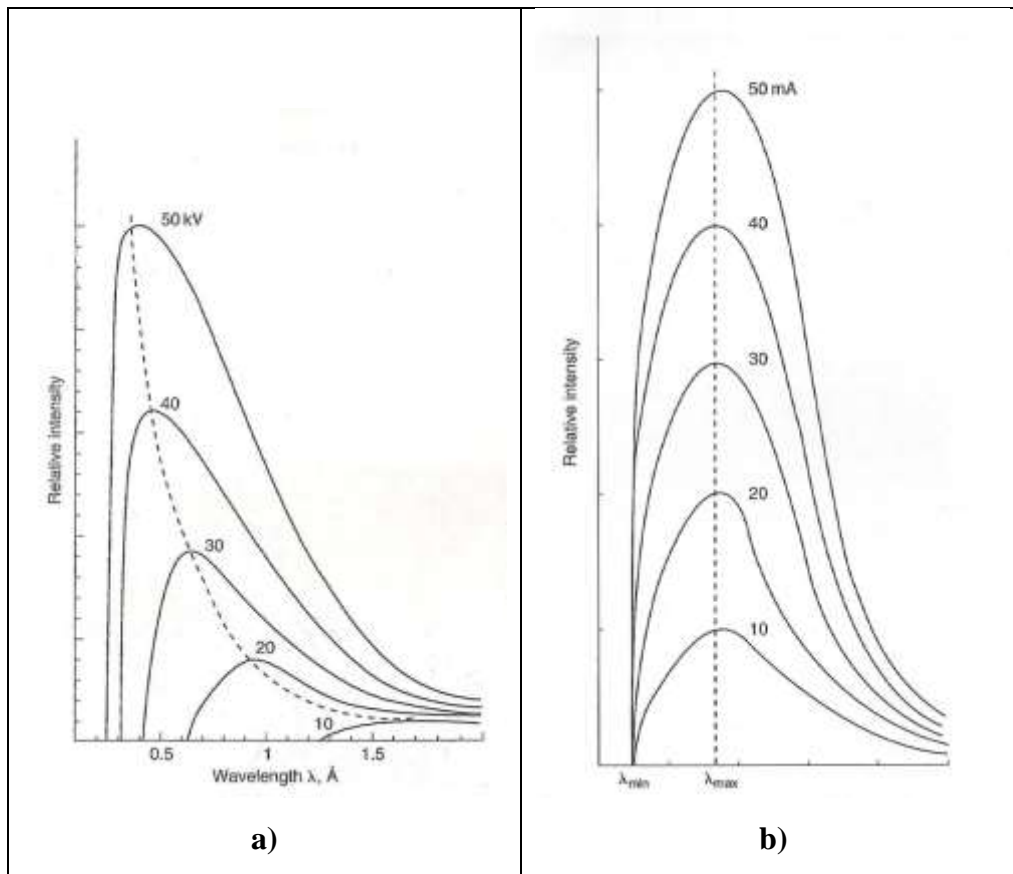 50 kV
40
30
20
10
Relative intensity
0.5
1
1.5
Wavelength λ, Å
a)
50 mA
40
30
20
10
Relative intensity
λmin
λmax
b)